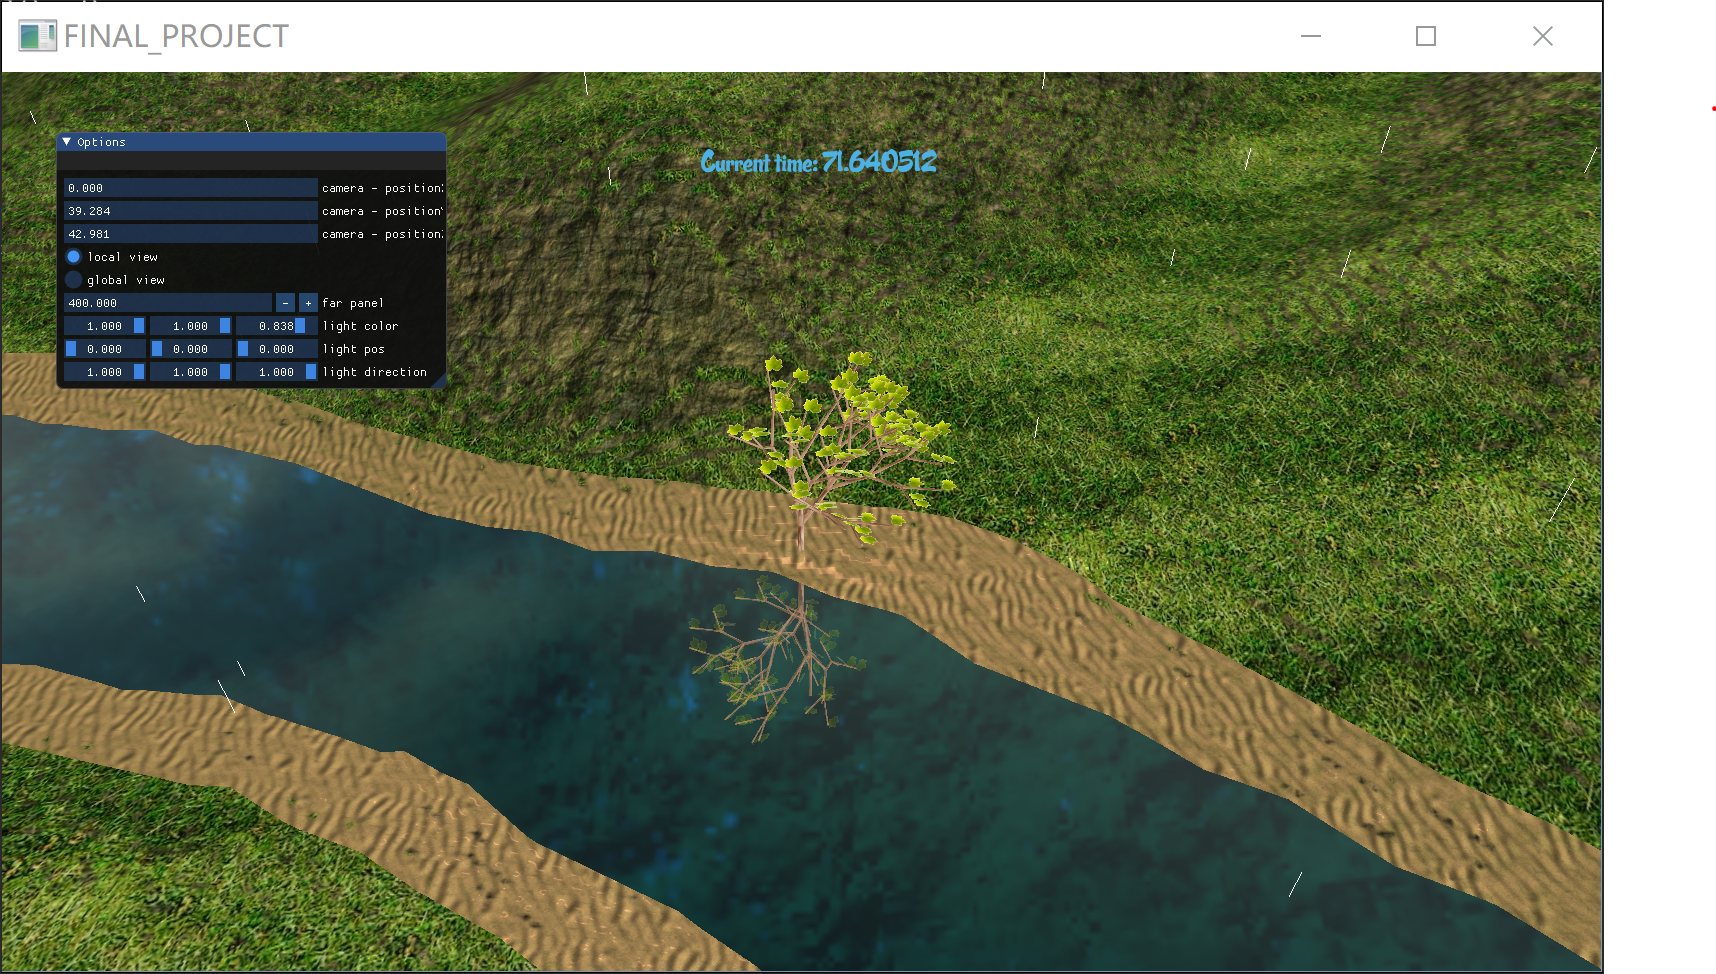 FINAL_PROJECT
Options
Current time: 71.640512
0.000 camera - position
39.284 camera - position
42.981 camera - position
local view
global view
400.000 - + far panel
1.000 1.000 0.838 light color
0.000 0.000 0.000 light pos
1.000 1.000 1.000 light direction